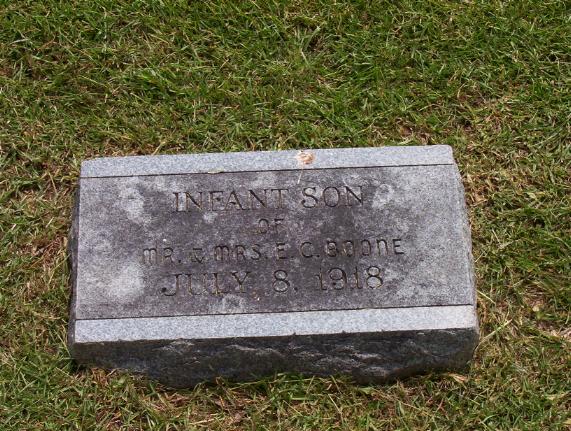 INFANT SON
OF
MR. & MRS. E. C. BOONE
JULY 8, 1918